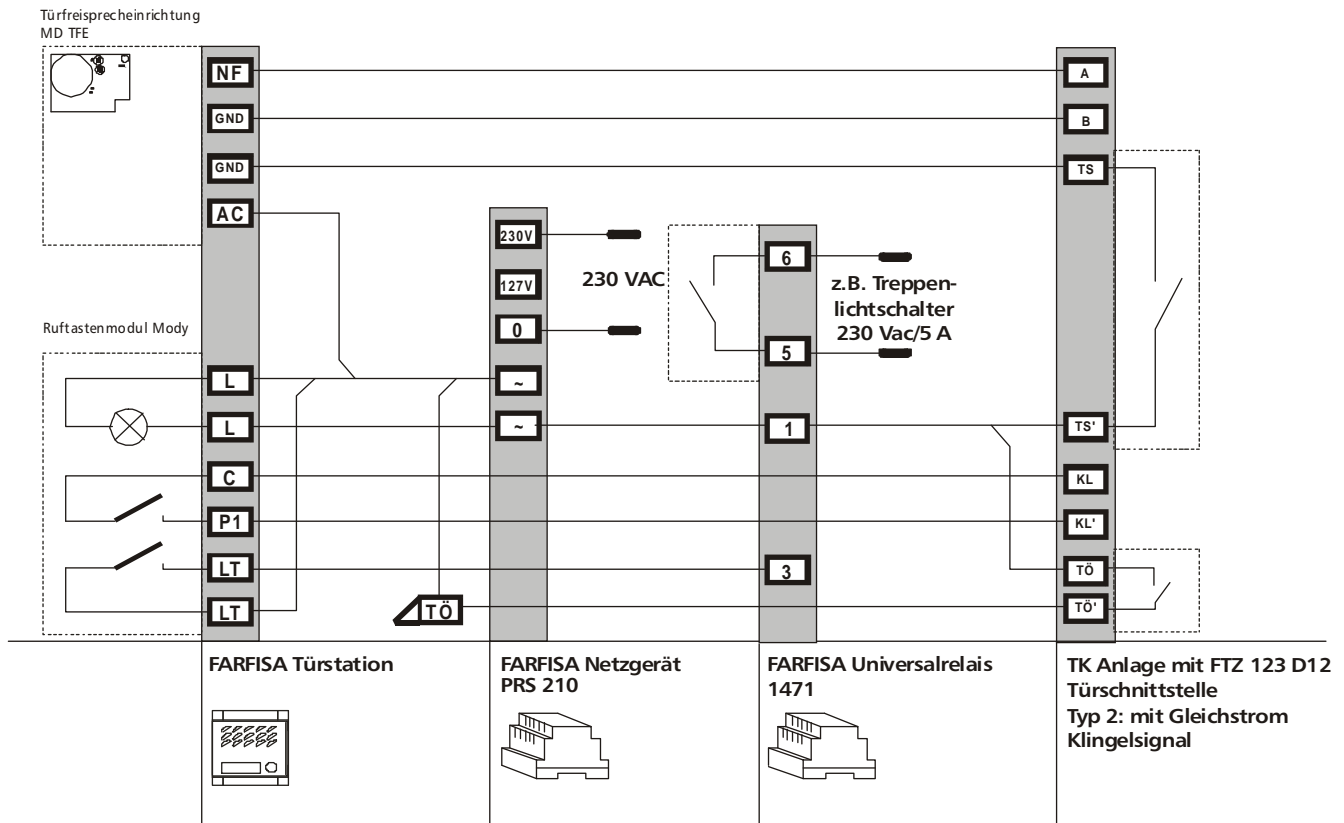 Türfreisprecheinrichtung
MD TFE
NF
GND
GND
AC
Ruftastenmodul Mody
L
L
C
P1
LT
LT
230V
127V
0
~
~
230 VAC
TÖ
6
5
1
3
z.B. Treppen-
lichtschalter
230 Vac/5 A
A
B
TS
TS'
KL
KL'
TÖ
TÖ'
FARFISA Türstation
FARFISA Netzgerät
PRS 210
FARFISA Universalrelais
1471
TK Anlage mit FTZ 123 D12
Türschnittstelle
Typ 2: mit Gleichstrom
Klingelsignal